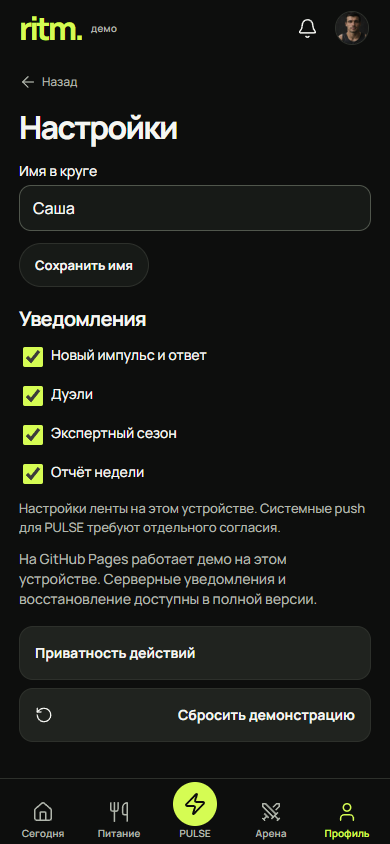 ritm. демо
Назад
Настройки
Имя в круге
Саша
Сохранить имя
Уведомления
Новый импульс и ответ
Дуэли
Экспертный сезон
Отчёт недели
Настройки ленты на этом устройстве. Системные push
для PULSE требуют отдельного согласия.
На GitHub Pages работает демо на этом
устройстве. Серверные уведомления и
восстановление доступны в полной версии.
Приватность действий
Сбросить демонстрацию
Сегодня Питание PULSE Арена Профиль